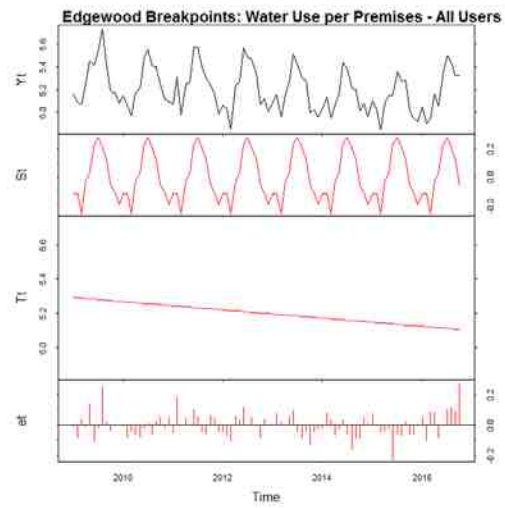 Edgewood Breakpoints: Water Use per Premises - All Users
Yt
5.0 5.2 5.4 5.6
St
-0.2 0.0 0.2
Tt
5.0 5.2 5.4 5.6
et
-0.2 0.0 0.2
2010 2012 2014 2016
Time